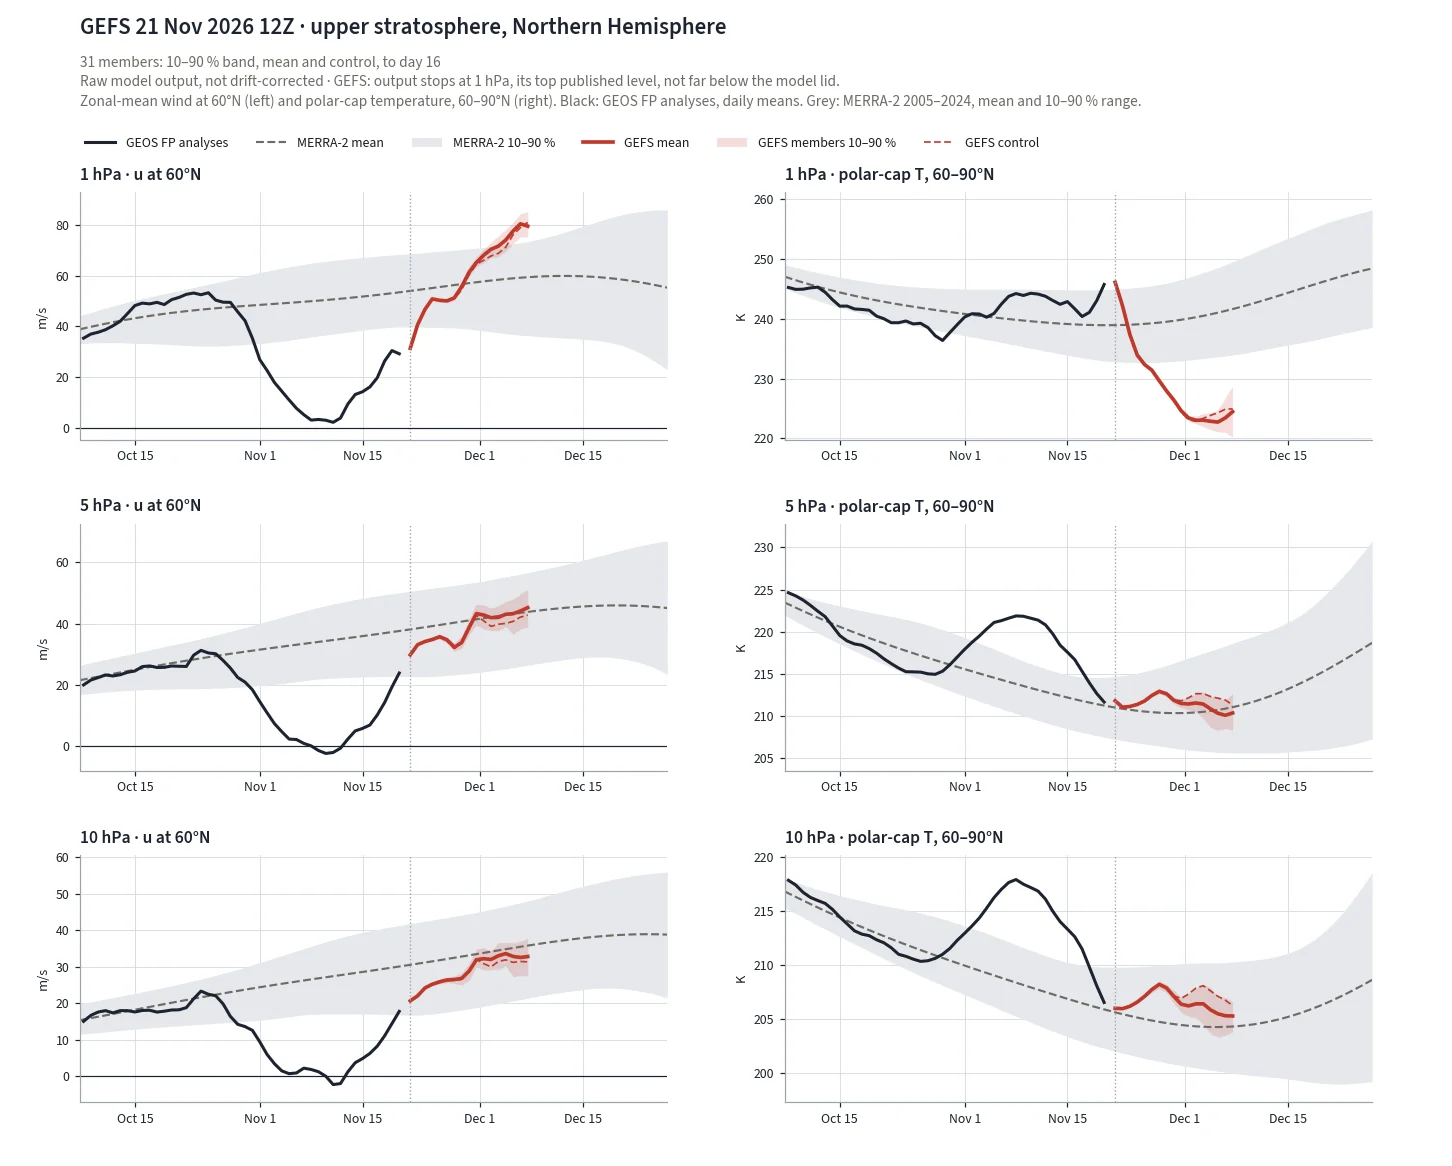 GEFS 21 Nov 2026 12Z · upper stratosphere, Northern Hemisphere
31 members: 10–90 % band, mean and control, to day 16
Raw model output, not drift-corrected · GEFS: output stops at 1 hPa, its top published level, not far below the model lid.
Zonal-mean wind at 60°N (left) and polar-cap temperature, 60–90°N (right). Black: GEOS FP analyses, daily means. Grey: MERRA-2 2005–2024, mean and 10–90 % range.
GEOS FP analyses MERRA-2 mean MERRA-2 10–90 % GEFS mean GEFS members 10–90 % GEFS control
1 hPa · u at 60°N
80
60
40
20
0
m/s
Oct 15 Nov 1 Nov 15 Dec 1 Dec 15
1 hPa · polar-cap T, 60–90°N
260
250
240
230
220
K
Oct 15 Nov 1 Nov 15 Dec 1 Dec 15
5 hPa · u at 60°N
60
40
20
0
m/s
Oct 15 Nov 1 Nov 15 Dec 1 Dec 15
5 hPa · polar-cap T, 60–90°N
230
225
220
215
210
205
K
Oct 15 Nov 1 Nov 15 Dec 1 Dec 15
10 hPa · u at 60°N
60
50
40
30
20
10
0
m/s
Oct 15 Nov 1 Nov 15 Dec 1 Dec 15
10 hPa · polar-cap T, 60–90°N
220
215
210
205
200
K
Oct 15 Nov 1 Nov 15 Dec 1 Dec 15